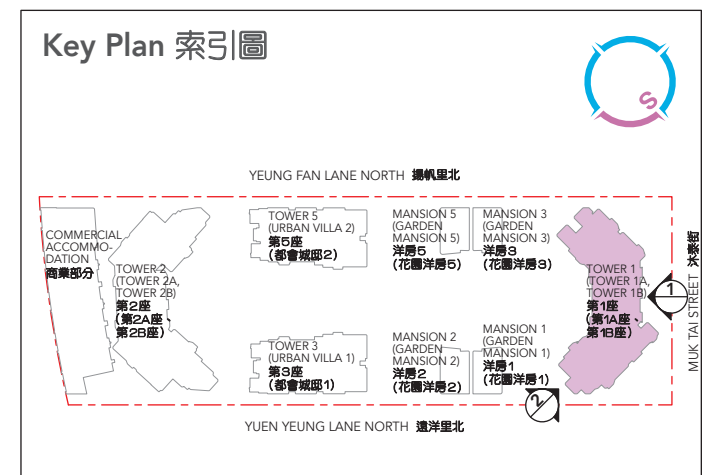 Key Plan 索引圖
S
YEUNG FAN LANE NORTH 揚帆里北
COMMERCIAL
ACCOMMO-
DATION
商業部分
TOWER 2
(TOWER 2A,
TOWER 2B)
第2座
(第2A座、
第2B座)
TOWER 5
(URBAN VILLA 2)
第5座
(都會城邸2)
MANSION 5
(GARDEN
MANSION 5)
洋房5
(花園洋房5)
MANSION 3
(GARDEN
MANSION 3)
洋房3
(花園洋房3)
TOWER 1
(TOWER 1A,
TOWER 1B)
第1座
(第1A座、
第1B座)
1
MUK TAI STREET 沐泰街
TOWER 3
(URBAN VILLA 1)
第3座
(都會城邸1)
MANSION 2
(GARDEN
MANSION 2)
洋房2
(花園洋房2)
MANSION 1
(GARDEN
MANSION 1)
洋房1
(花園洋房1)
2
YUEN YEUNG LANE NORTH 遠洋里北